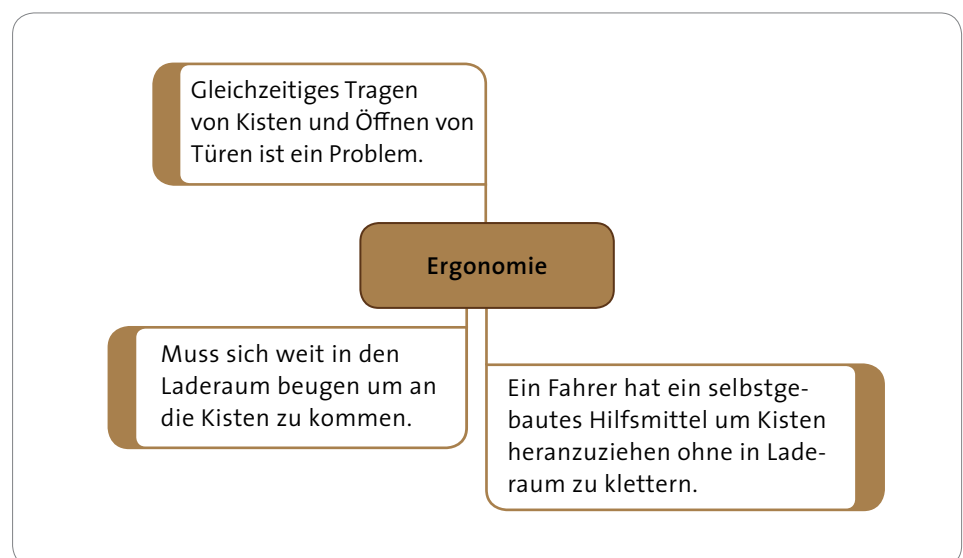 Gleichzeitiges Tragen
von Kisten und Öffnen von
Türen ist ein Problem.
Ergonomie
Muss sich weit in den
Laderaum beugen um an
die Kisten zu kommen.
Ein Fahrer hat ein selbstge-
bautes Hilfsmittel um Kisten
heranzuziehen ohne in Lade-
raum zu klettern.